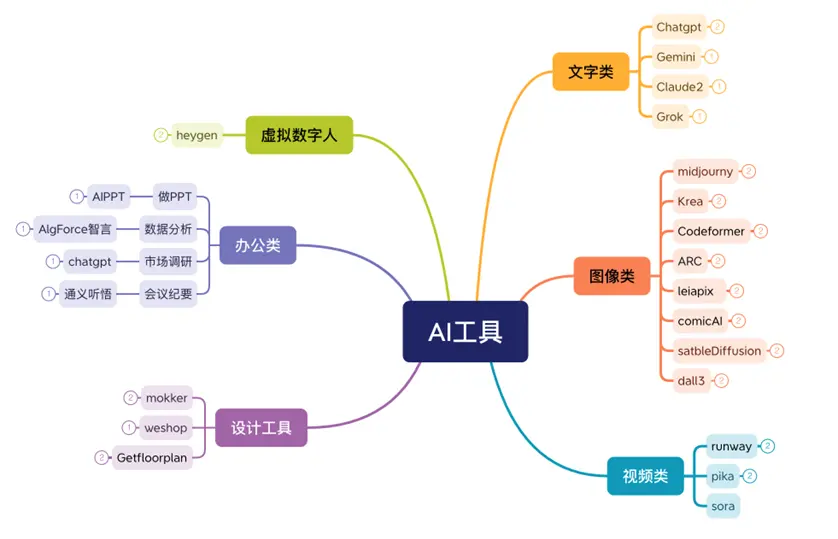 AI工具
文字类
Chatgpt 2
Gemini 1
Claude2 1
Grok 1
图像类
midjourny 2
Krea 2
Codeformer 2
ARC 2
leiapix 2
comicAI 2
satbleDiffusion 2
dall3 2
视频类
runway 2
pika 2
sora
虚拟数字人
2 heygen
办公类
1 AIPPT 做PPT
1 AlgForce智言 数据分析
1 chatgpt 市场调研
1 通义听悟 会议纪要
设计工具
2 mokker
1 weshop
2 Getfloorplan